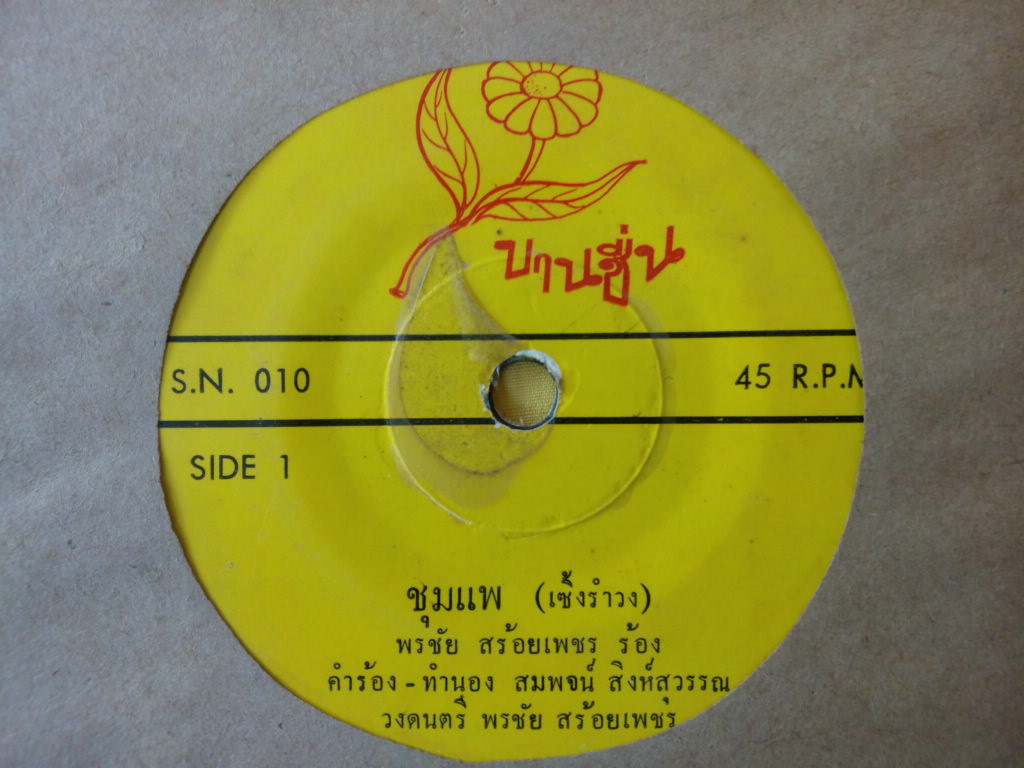 บานชื่น
S.N. 010 45 R.P.M
SIDE 1
ชุมแพ (เซิ้งรำวง)
พรชัย สร้อยเพชร ร้อง
คำร้อง - ทำนอง สมพจน์ สิงห์สุวรรณ
วงดนตรี พรชัย สร้อยเพชร